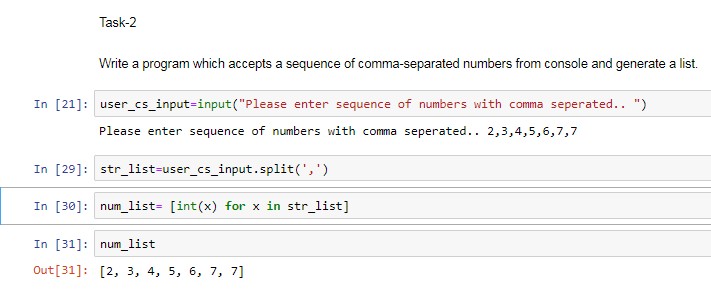 Task-2
Write a program which accepts a sequence of comma-separated numbers from console and generate a list.
In [21]: user_cs_input=input("Please enter sequence of numbers with comma seperated.. ")
Please enter sequence of numbers with comma seperated.. 2,3,4,5,6,7,7
In [29]: str_list=user_cs_input.split(',')
In [30]: num_list= [int(x) for x in str_list]
In [31]: num_list
Out[31]: [2, 3, 4, 5, 6, 7, 7]